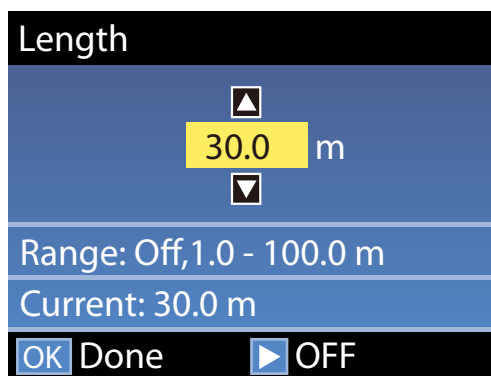 Length
30.0 m
Range: Off,1.0 - 100.0 m
Current: 30.0 m
OK Done OFF